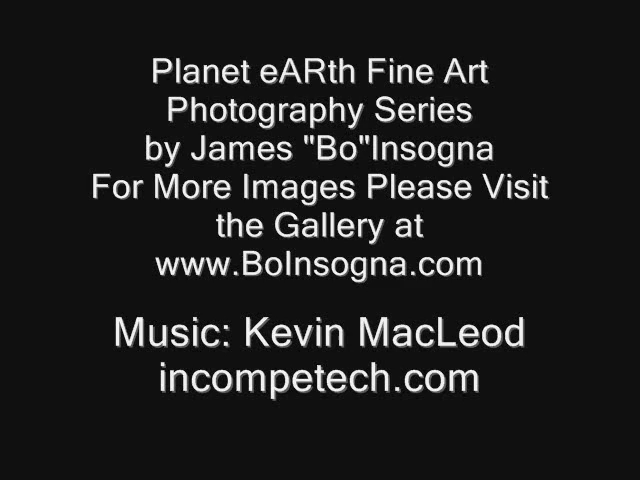 Planet eARth Fine Art
Photography Series
by James "Bo"Insogna
For More Images Please Visit
the Gallery at
www.BoInsogna.com
Music: Kevin MacLeod
incompetech.com